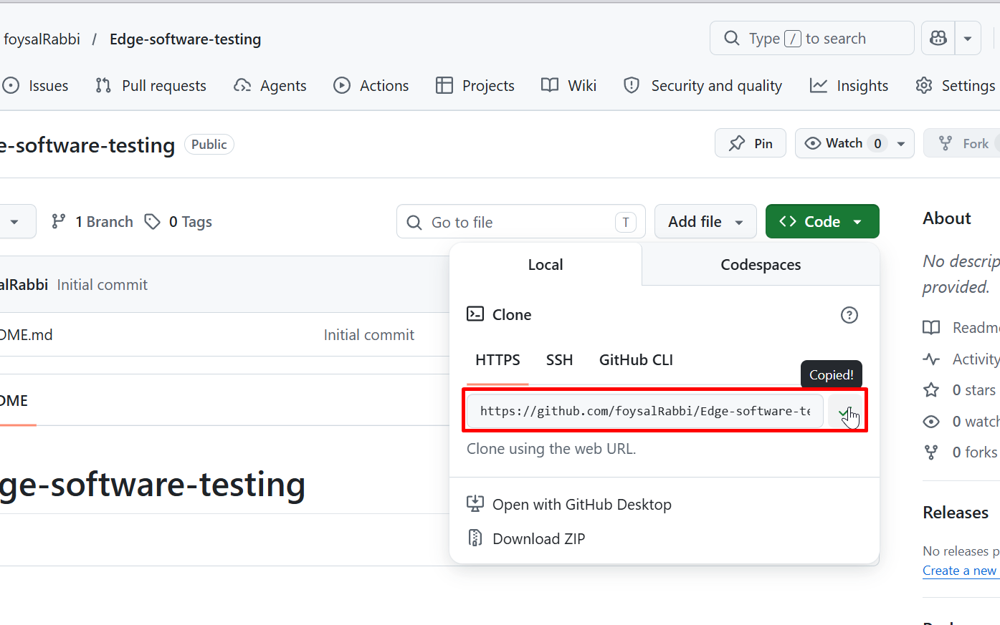 foysalRabbi / Edge-software-testing
Type / to search
Issues Pull requests Agents Actions Projects Wiki Security and quality Insights Settings
e-software-testing Public
Pin Watch 0 Fork
1 Branch 0 Tags
Go to file T
Add file
<> Code
About
Local Codespaces
No descrip
provided.
alRabbi Initial commit
Clone
OME.md Initial commit
HTTPS SSH GitHub CLI
Copied!
https://github.com/foysalRabbi/Edge-software-te
Clone using the web URL.
Readme
Activity
0 stars
0 watch
0 forks
OME
dge-software-testing
Open with GitHub Desktop
Download ZIP
Releases
No releases p
Create a new